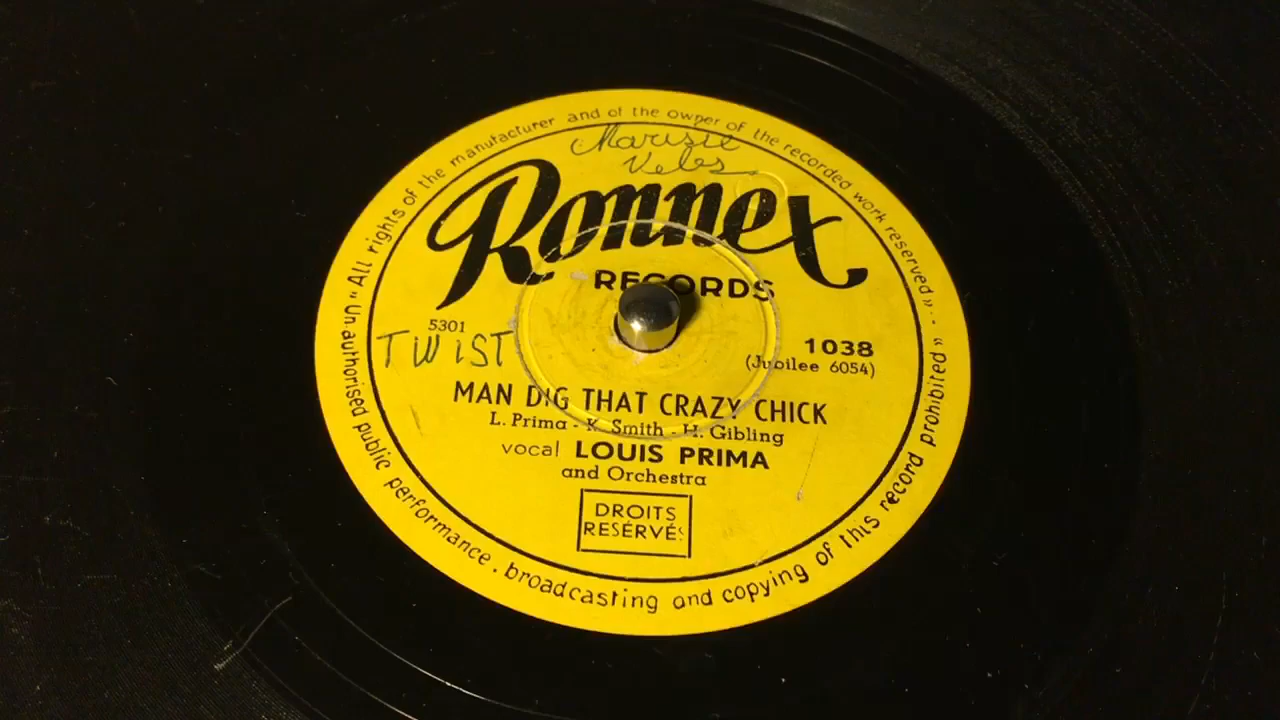 « All rights of the manufacturer and of the owner of the recorded work reserved » . .
« Un.authorised public performance . broadcasting and copying of this record prohibited
Ronnex
RECORDS
5301
TWIST
1038
(Jubilee 6054)
MAN DIG THAT CRAZY CHICK
L. Prima - K. Smith - H. Gibling
vocal LOUIS PRIMA
and Orchestra
DROITS
RESERVÉS